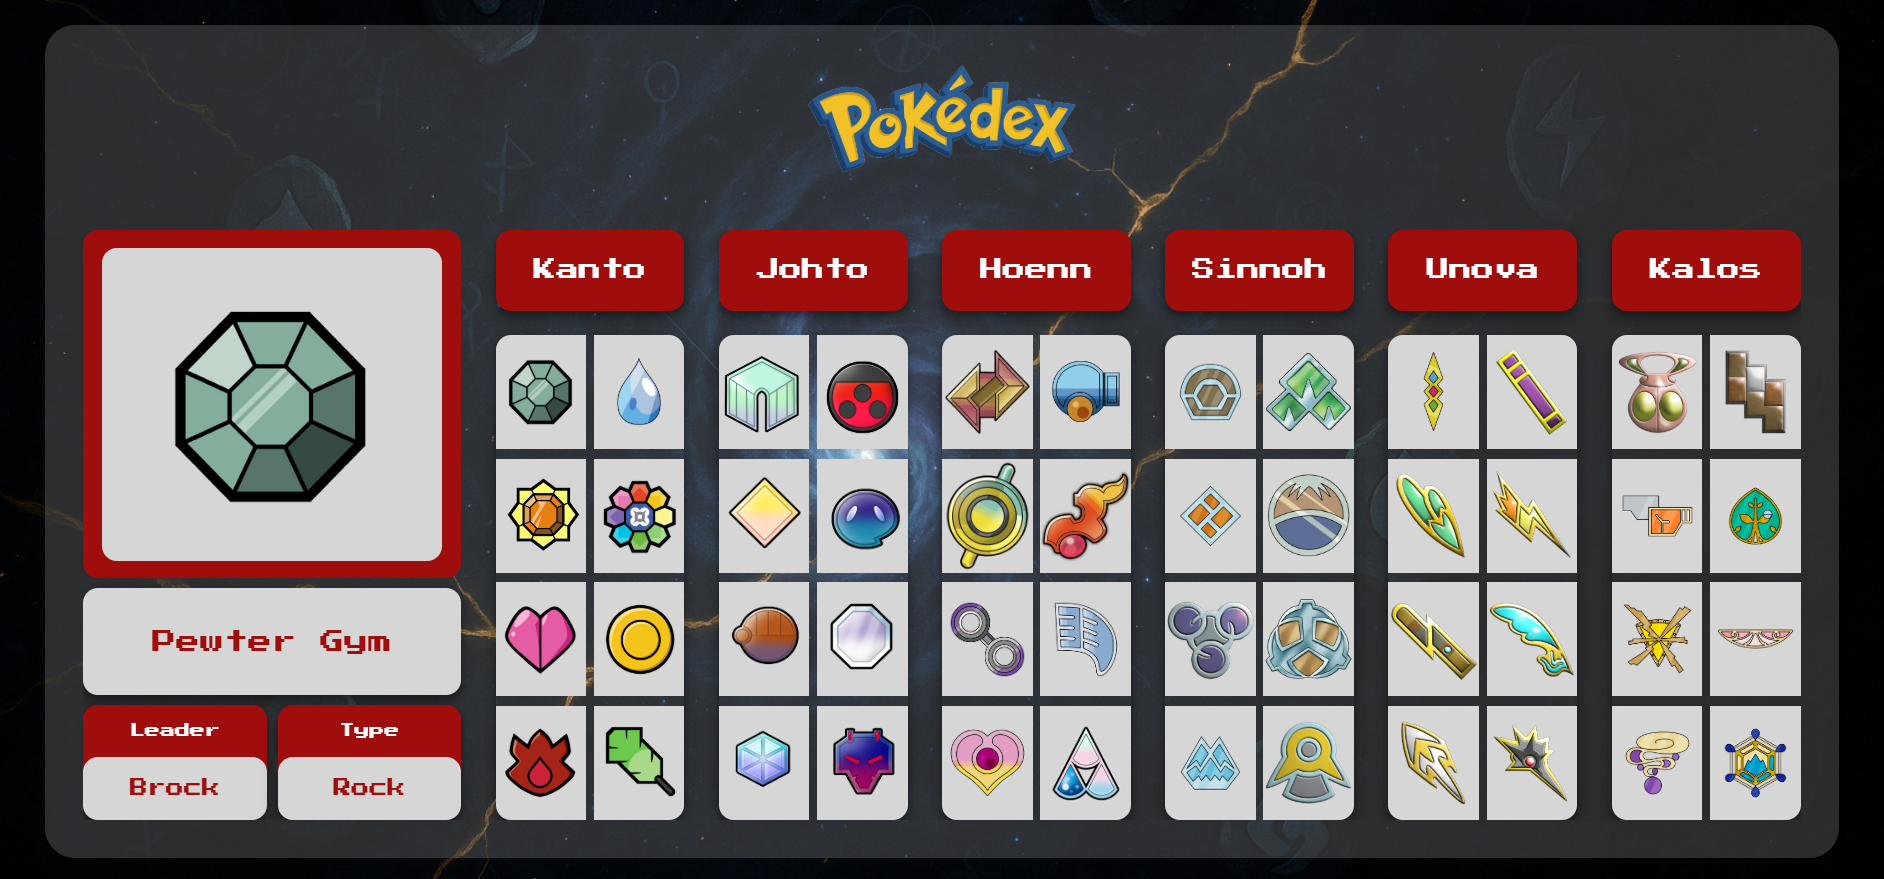 Pokédex
Kanto
Johto
Hoenn
Sinnoh
Unova
Kalos
Pewter Gym
Leader
Type
Brock
Rock